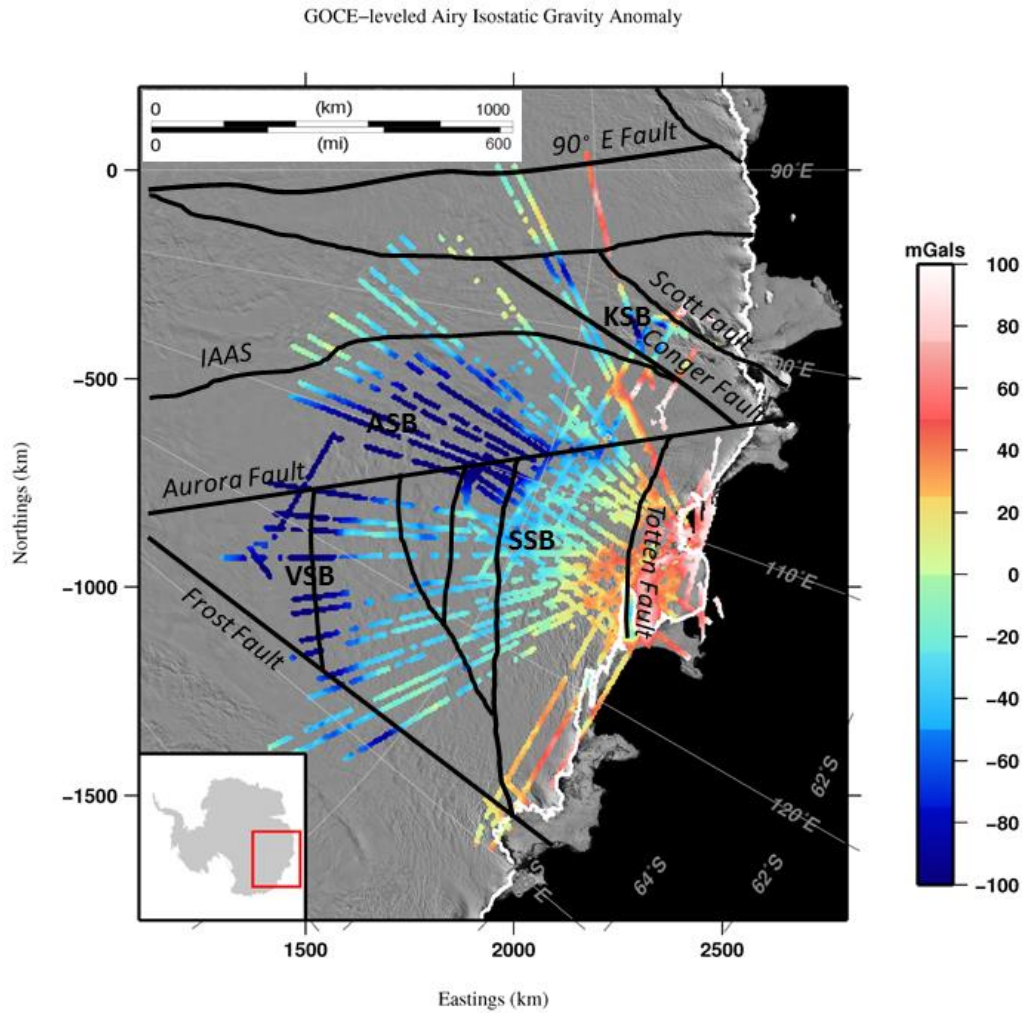 GOCE−leveled Airy Isostatic Gravity Anomaly
0 (km) 1000
0 (mi) 600
90° E Fault
0
90˚E
mGals
100
80
60
40
20
0
−20
−40
−60
−80
−100
Scott Fault
KSB
Conger Fault
IAAS
−500
ASB
Aurora Fault
SSB
Totten Fault
Northings (km)
VSB
110˚E
−1000
Frost Fault
62˚S
−1500
120˚E
64˚S
62˚S
1500
2000
2500
Eastings (km)